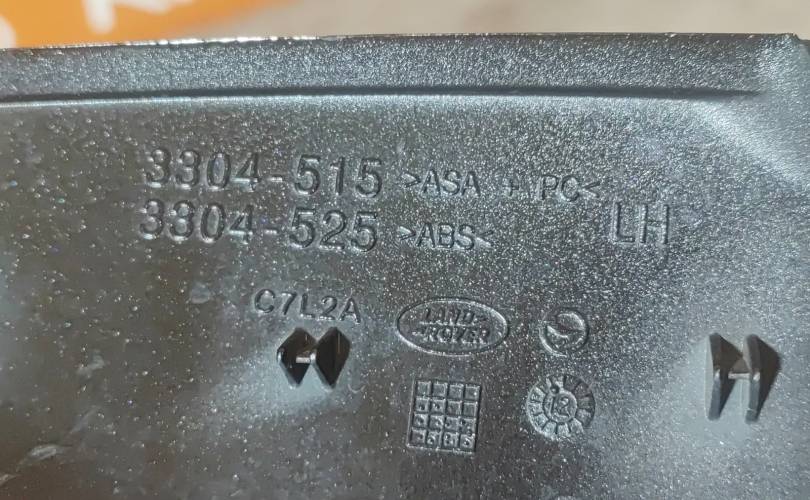 3304-515 >ASA + PC<
3304-525 >ABS< LH
C7L2A
LAND-
ROVER